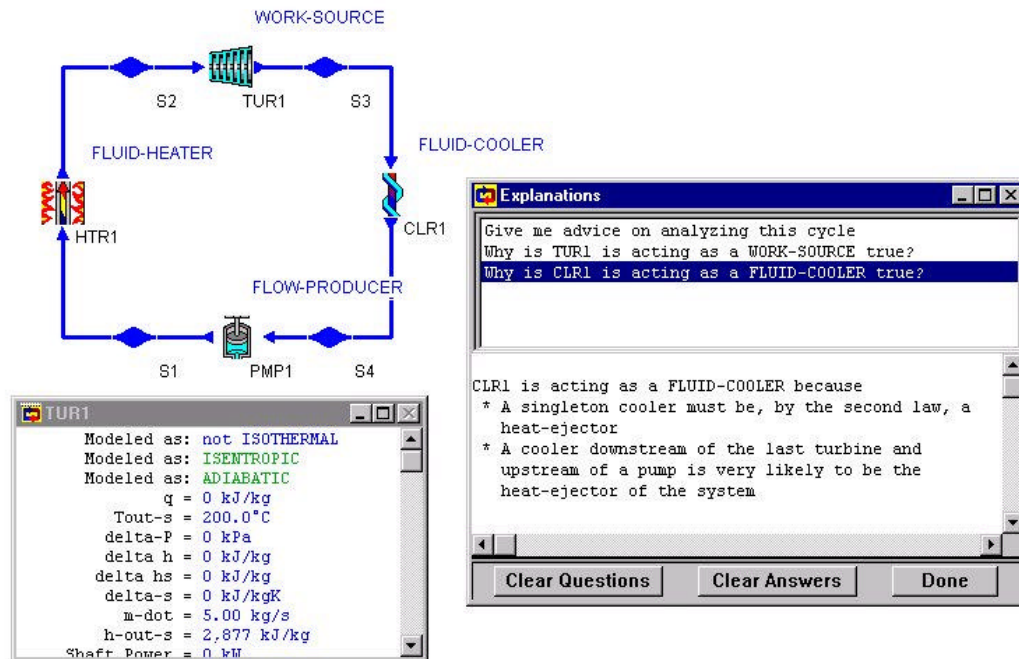 WORK-SOURCE
S2
TUR1
S3
FLUID-HEATER
FLUID-COOLER
HTR1
CLR1
FLOW-PRODUCER
S1
PMP1
S4
TUR1
Modeled as: not ISOTHERMAL
Modeled as: ISENTROPIC
Modeled as: ADIABATIC
q = 0 kJ/kg
Tout-s = 200.0°C
delta-P = 0 kPa
delta h = 0 kJ/kg
delta hs = 0 kJ/kg
delta-s = 0 kJ/kgK
m-dot = 5.00 kg/s
h-out-s = 2,877 kJ/kg
Shaft Power = 0 kW
Explanations
Give me advice on analyzing this cycle
Why is TUR1 is acting as a WORK-SOURCE true?
Why is CLR1 is acting as a FLUID-COOLER true?
CLR1 is acting as a FLUID-COOLER because
* A singleton cooler must be, by the second law, a
heat-ejector
* A cooler downstream of the last turbine and
upstream of a pump is very likely to be the
heat-ejector of the system
Clear Questions
Clear Answers
Done